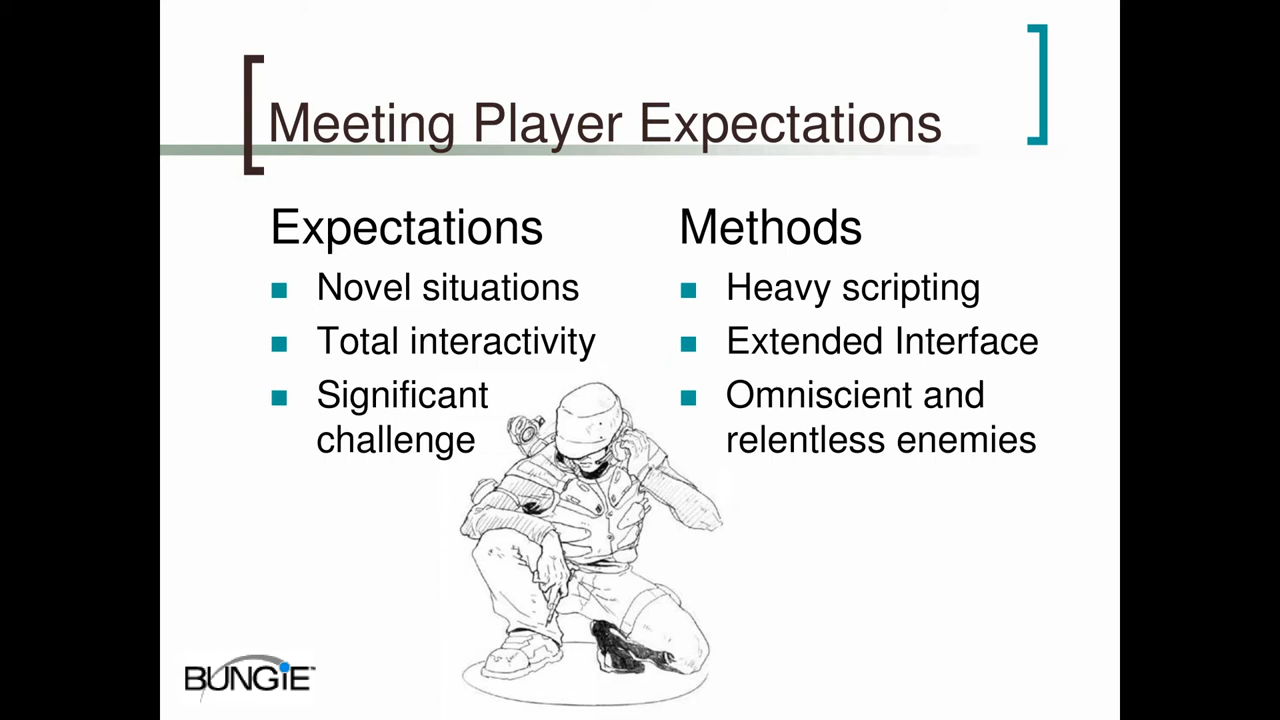 Meeting Player Expectations
Expectations
Novel situations
Total interactivity
Significant
challenge
Methods
Heavy scripting
Extended Interface
Omniscient and
relentless enemies
BUNGiE™